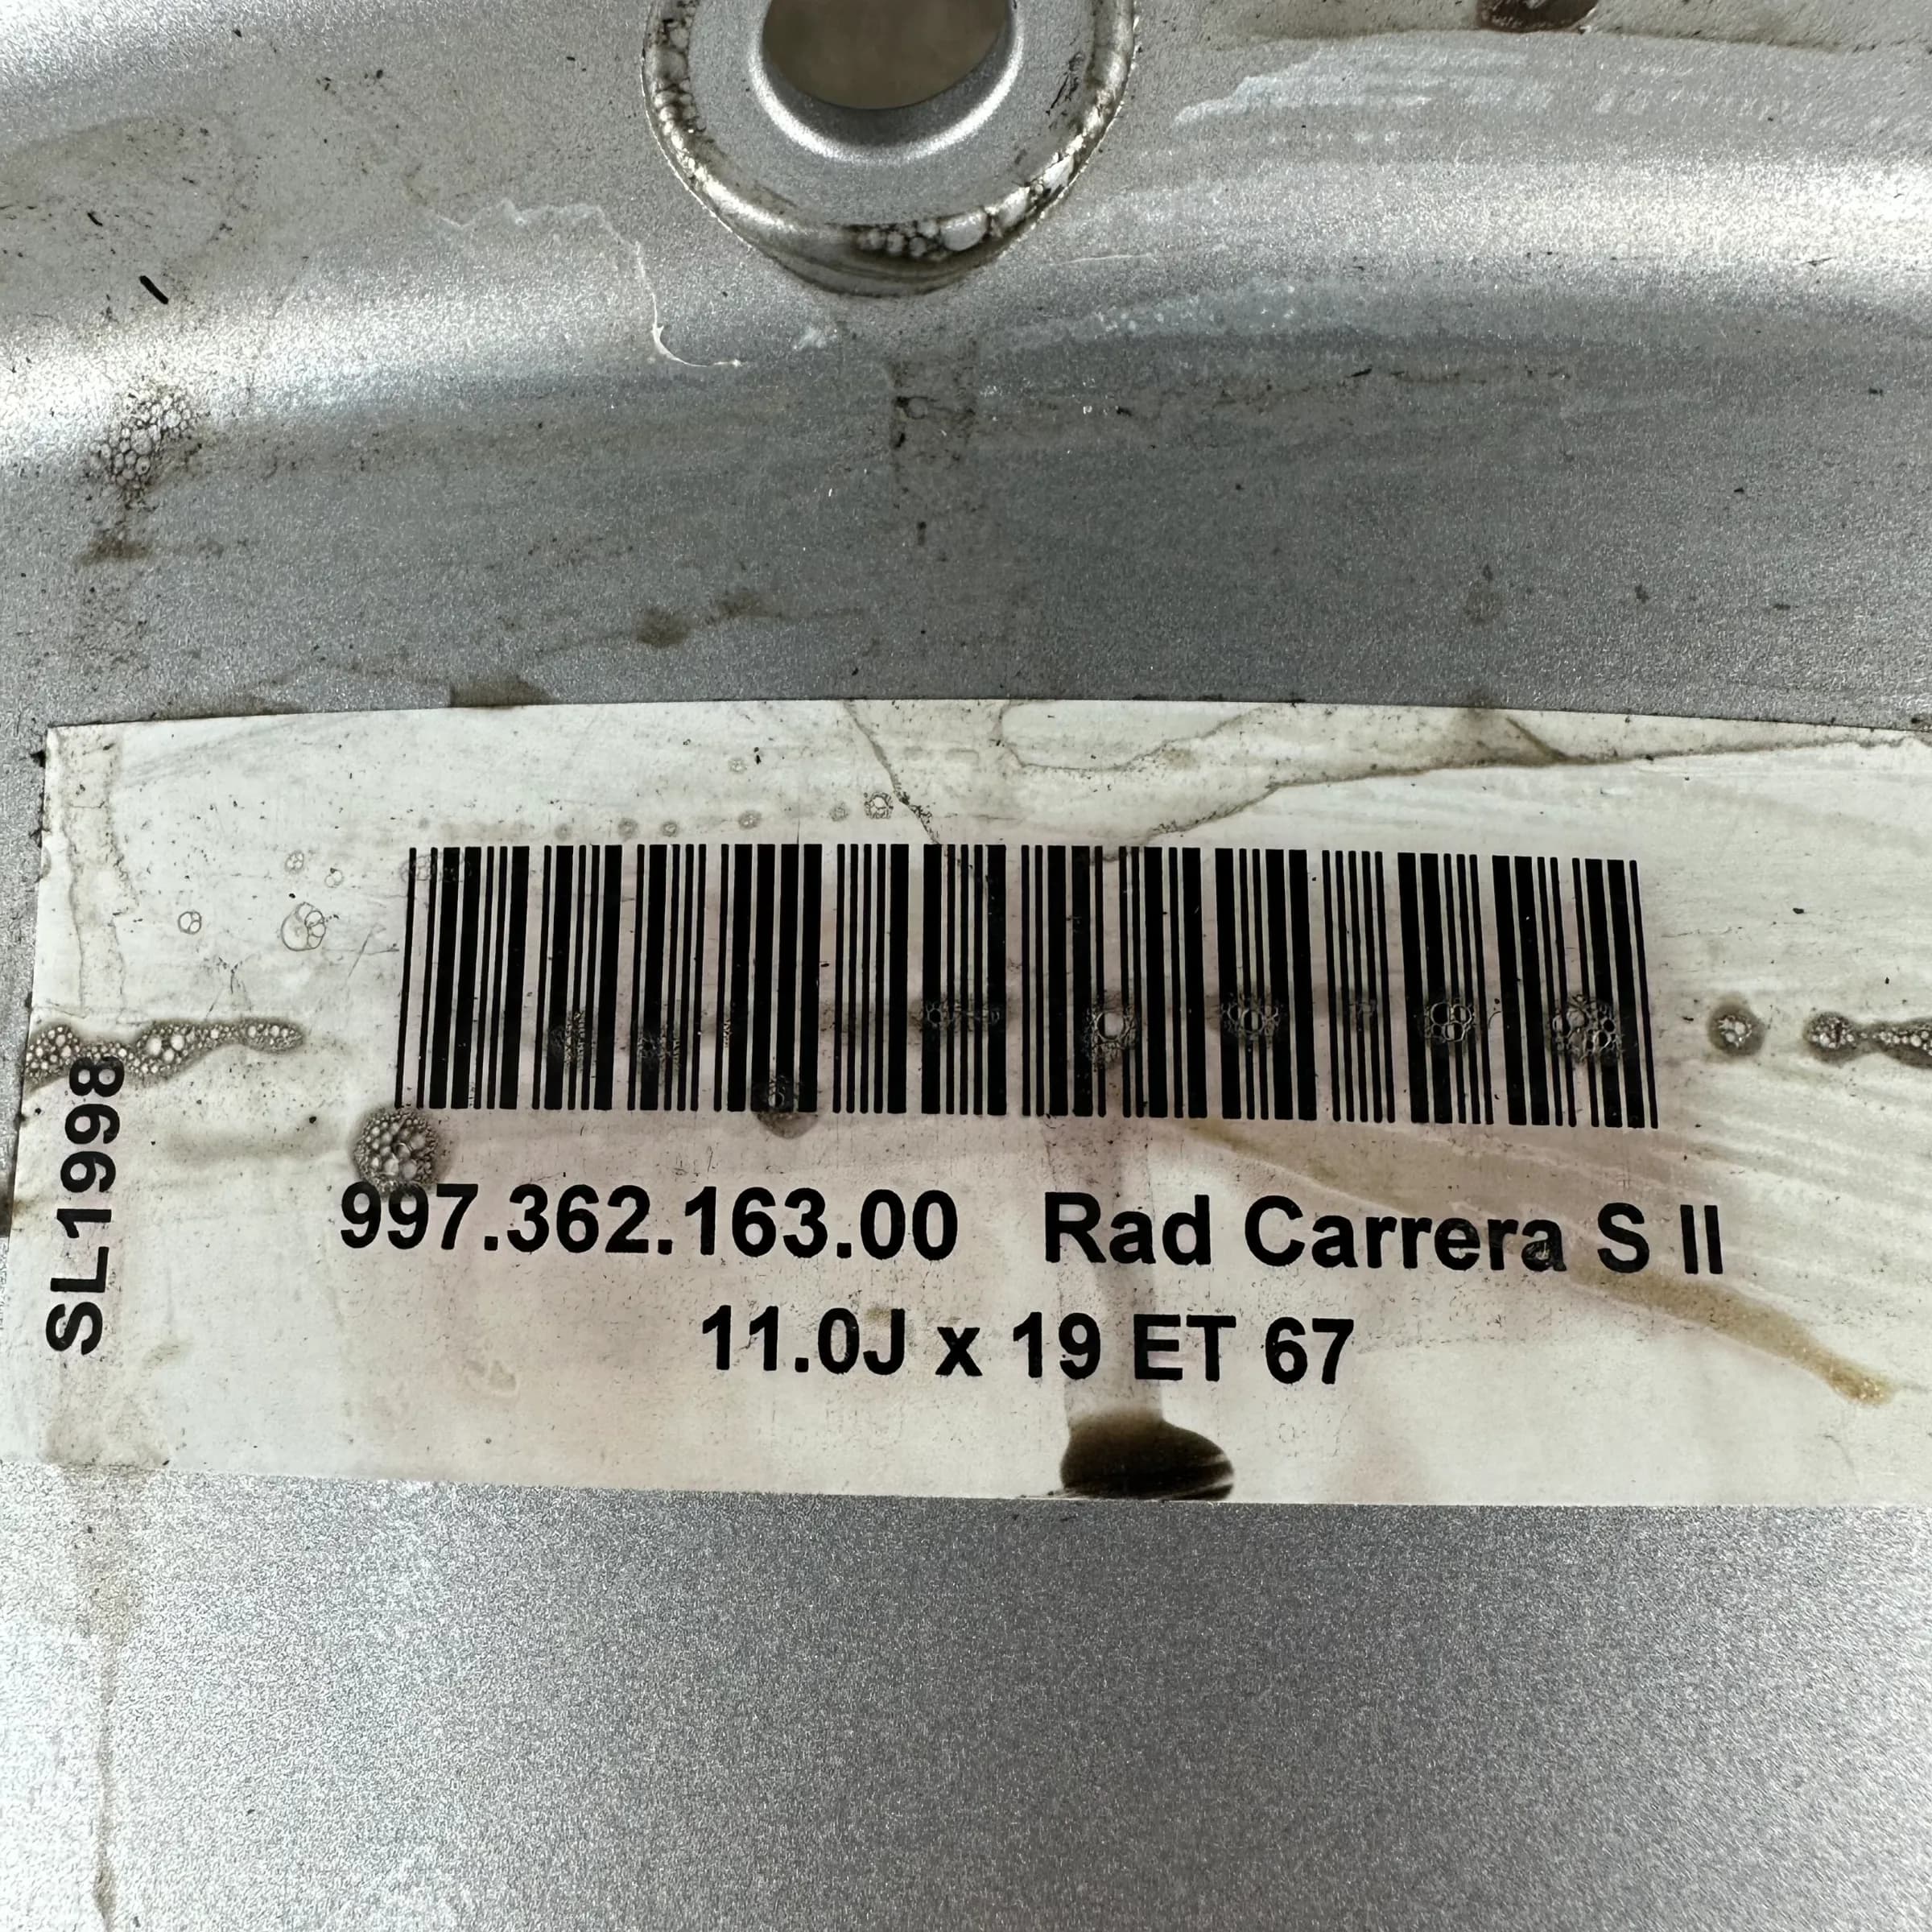 SL1998
997.362.163.00 Rad Carrera S II
11.0J x 19 ET 67